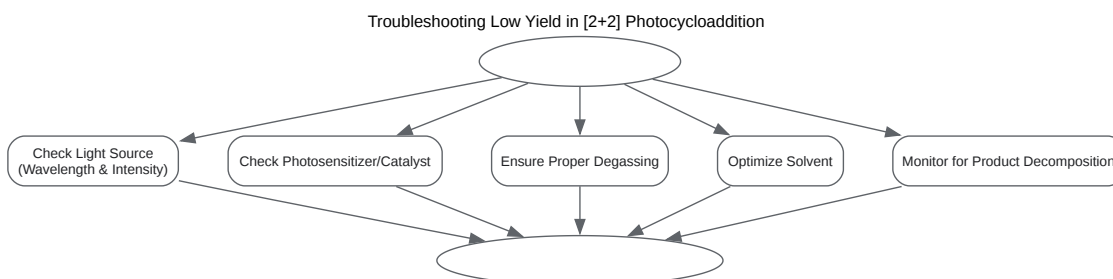 Troubleshooting Low Yield in [2+2] Photocycloaddition
Check Light Source
(Wavelength & Intensity)
Check Photosensitizer/Catalyst
Ensure Proper Degassing
Optimize Solvent
Monitor for Product Decomposition